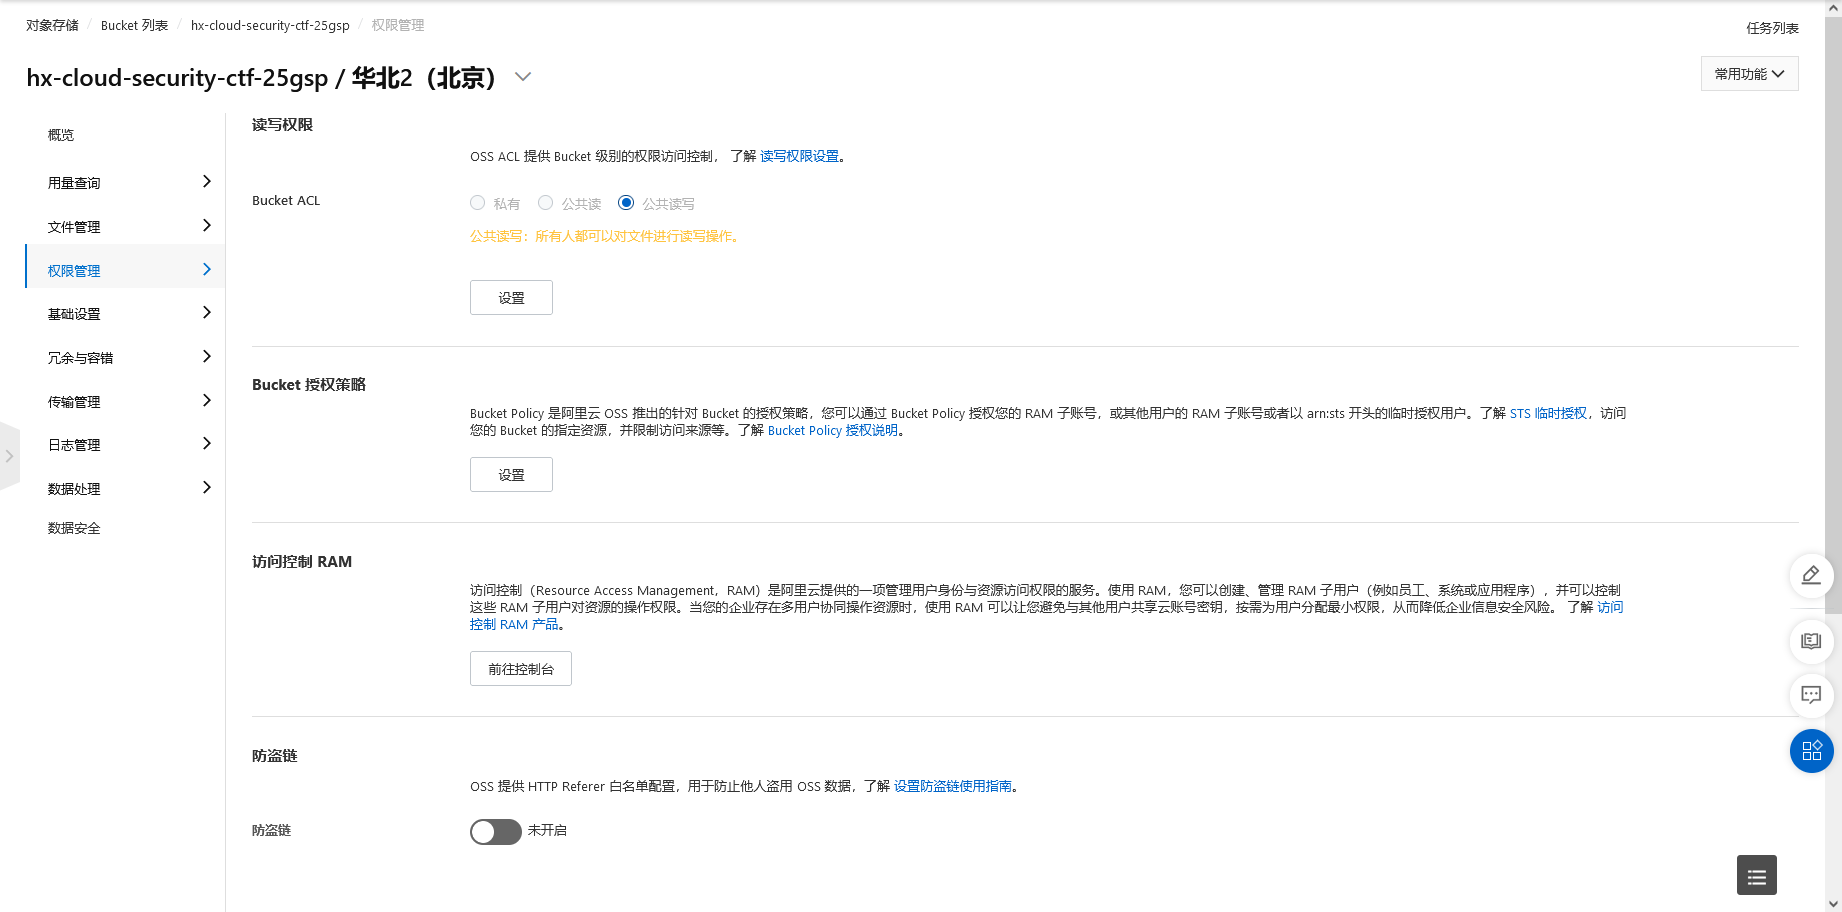 对象存储 / Bucket 列表 / hx-cloud-security-ctf-25gsp / 权限管理
任务列表
hx-cloud-security-ctf-25gsp / 华北2（北京）
常用功能
概览
用量查询
文件管理
权限管理
基础设置
冗余与容错
传输管理
日志管理
数据处理
数据安全
读写权限
OSS ACL 提供 Bucket 级别的权限访问控制， 了解 读写权限设置。
Bucket ACL
私有 公共读 公共读写
公共读写：所有人都可以对文件进行读写操作。
设置
Bucket 授权策略
Bucket Policy 是阿里云 OSS 推出的针对 Bucket 的授权策略，您可以通过 Bucket Policy 授权您的 RAM 子账号，或其他用户的 RAM 子账号或者以 arn:sts 开头的临时授权用户。了解 STS 临时授权，访问
您的 Bucket 的指定资源，并限制访问来源等。了解 Bucket Policy 授权说明。
设置
访问控制 RAM
访问控制（Resource Access Management，RAM）是阿里云提供的一项管理用户身份与资源访问权限的服务。使用 RAM，您可以创建、管理 RAM 子用户（例如员工、系统或应用程序），并可以控制
这些 RAM 子用户对资源的操作权限。当您的企业存在多用户协同操作资源时，使用 RAM 可以让您避免与其他用户共享云账号密钥，按需为用户分配最小权限，从而降低企业信息安全风险。 了解 访问
控制 RAM 产品。
前往控制台
防盗链
OSS 提供 HTTP Referer 白名单配置，用于防止他人盗用 OSS 数据，了解 设置防盗链使用指南。
防盗链
未开启